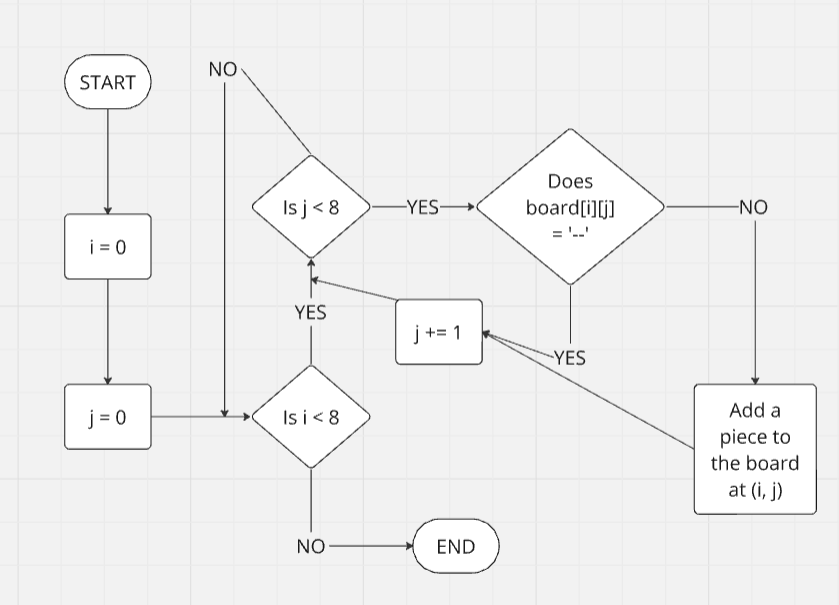 START
i = 0
j = 0
NO
Is j < 8
YES
Does
board[i][j]
= '--'
NO
YES
j += 1
YES
Is i < 8
Add a
piece to
the board
at (i, j)
NO
END